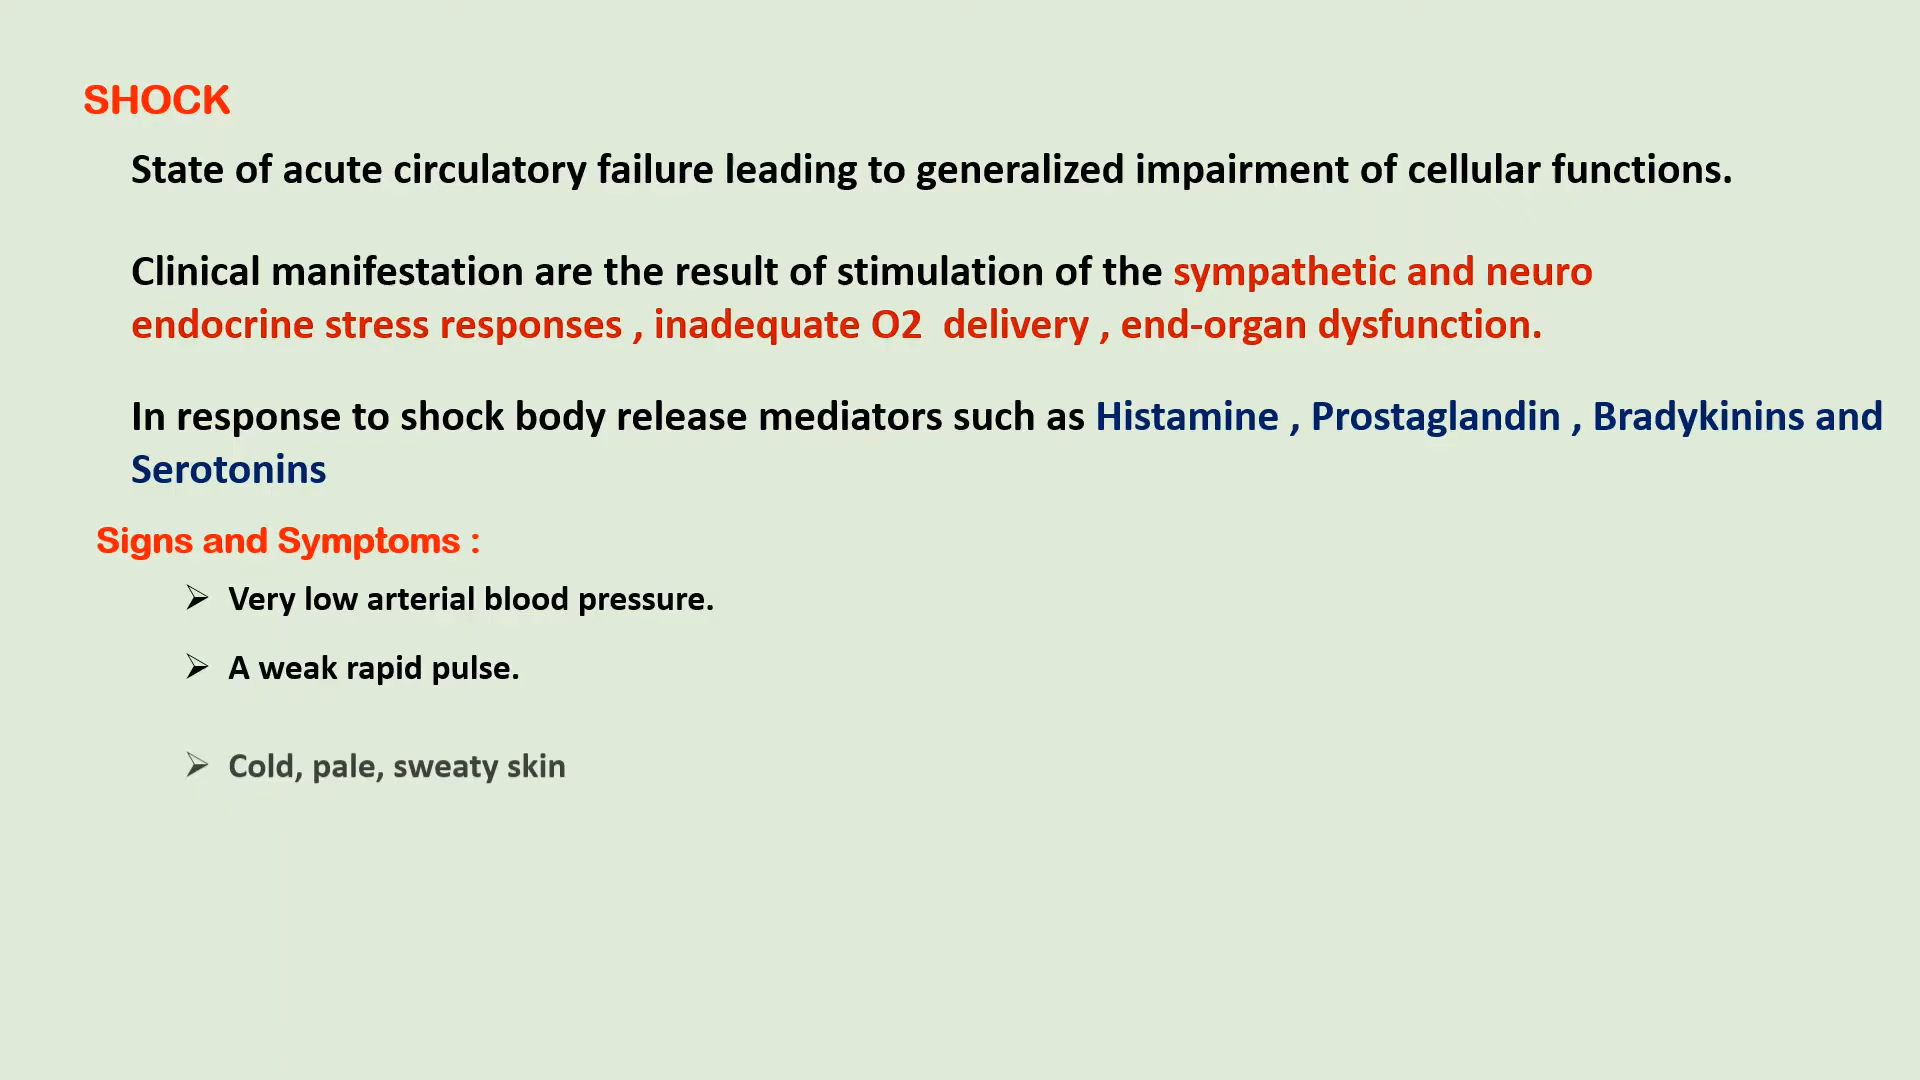 SHOCK
State of acute circulatory failure leading to generalized impairment of cellular functions.
Clinical manifestation are the result of stimulation of the sympathetic and neuro
endocrine stress responses , inadequate O2  delivery , end-organ dysfunction.
In response to shock body release mediators such as Histamine , Prostaglandin , Bradykinins and
Serotonins
Signs and Symptoms :
➢ Very low arterial blood pressure.
➢ A weak rapid pulse.
➢ Cold, pale, sweaty skin